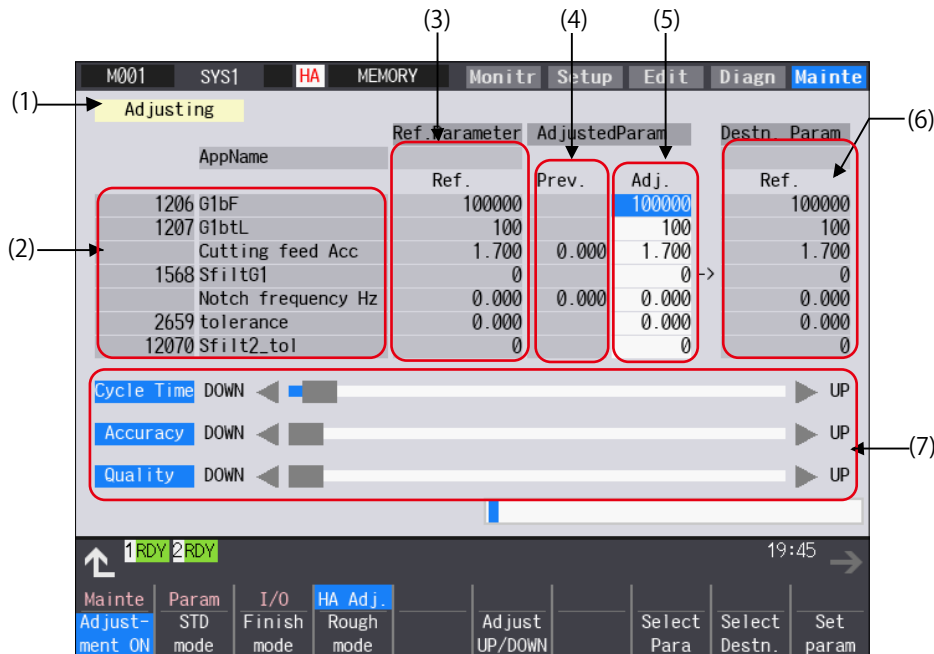 (3) (4) (5)
M001 SYS1 HA MEMORY Monitr Setup Edit Diagn Mainte
(1) Adjusting
Ref.Parameter AdjustedParam Destn. Param (6)
AppName
Ref. Prev. Adj. Ref.
1206 G1bF 100000 100000 100000
1207 G1btL 100 100 100
(2) Cutting feed Acc 1.700 0.000 1.700 1.700
1568 SfiltG1 0 0 -> 0
Notch frequency Hz 0.000 0.000 0.000 0.000
2659 tolerance 0.000 0.000 0.000
12070 Sfilt2_tol 0 0 0
Cycle Time DOWN UP
Accuracy DOWN UP
(7)
Quality DOWN UP
1 RDY 2 RDY 19:45
Mainte Param I/O HA Adj.
Adjust- STD Finish Rough Adjust Select Select Set
ment ON mode mode mode UP/DOWN Para Destn. param